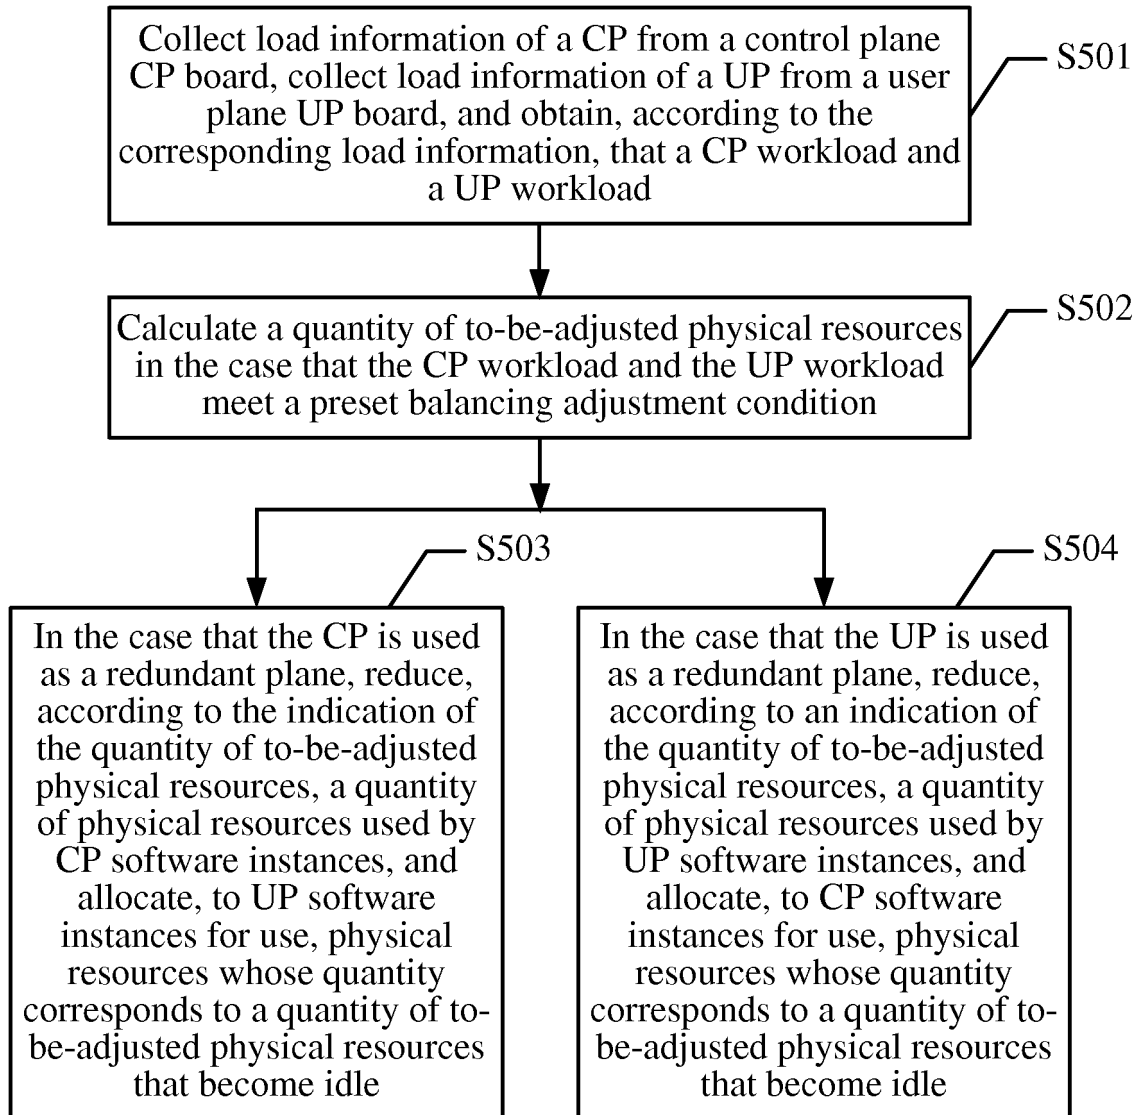 Collect load information of a CP from a control plane
CP board, collect load information of a UP from a user
plane UP board, and obtain, according to the
corresponding load information, that a CP workload and
a UP workload
S501
Calculate a quantity of to-be-adjusted physical resources
in the case that the CP workload and the UP workload
meet a preset balancing adjustment condition
S502
S503
In the case that the CP is used
as a redundant plane, reduce,
according to the indication of
the quantity of to-be-adjusted
physical resources, a quantity
of physical resources used by
CP software instances, and
allocate, to UP software
instances for use, physical
resources whose quantity
corresponds to a quantity of to-
be-adjusted physical resources
that become idle
S504
In the case that the UP is used
as a redundant plane, reduce,
according to an indication of
the quantity of to-be-adjusted
physical resources, a quantity
of physical resources used by
UP software instances, and
allocate, to CP software
instances for use, physical
resources whose quantity
corresponds to a quantity of to-
be-adjusted physical resources
that become idle